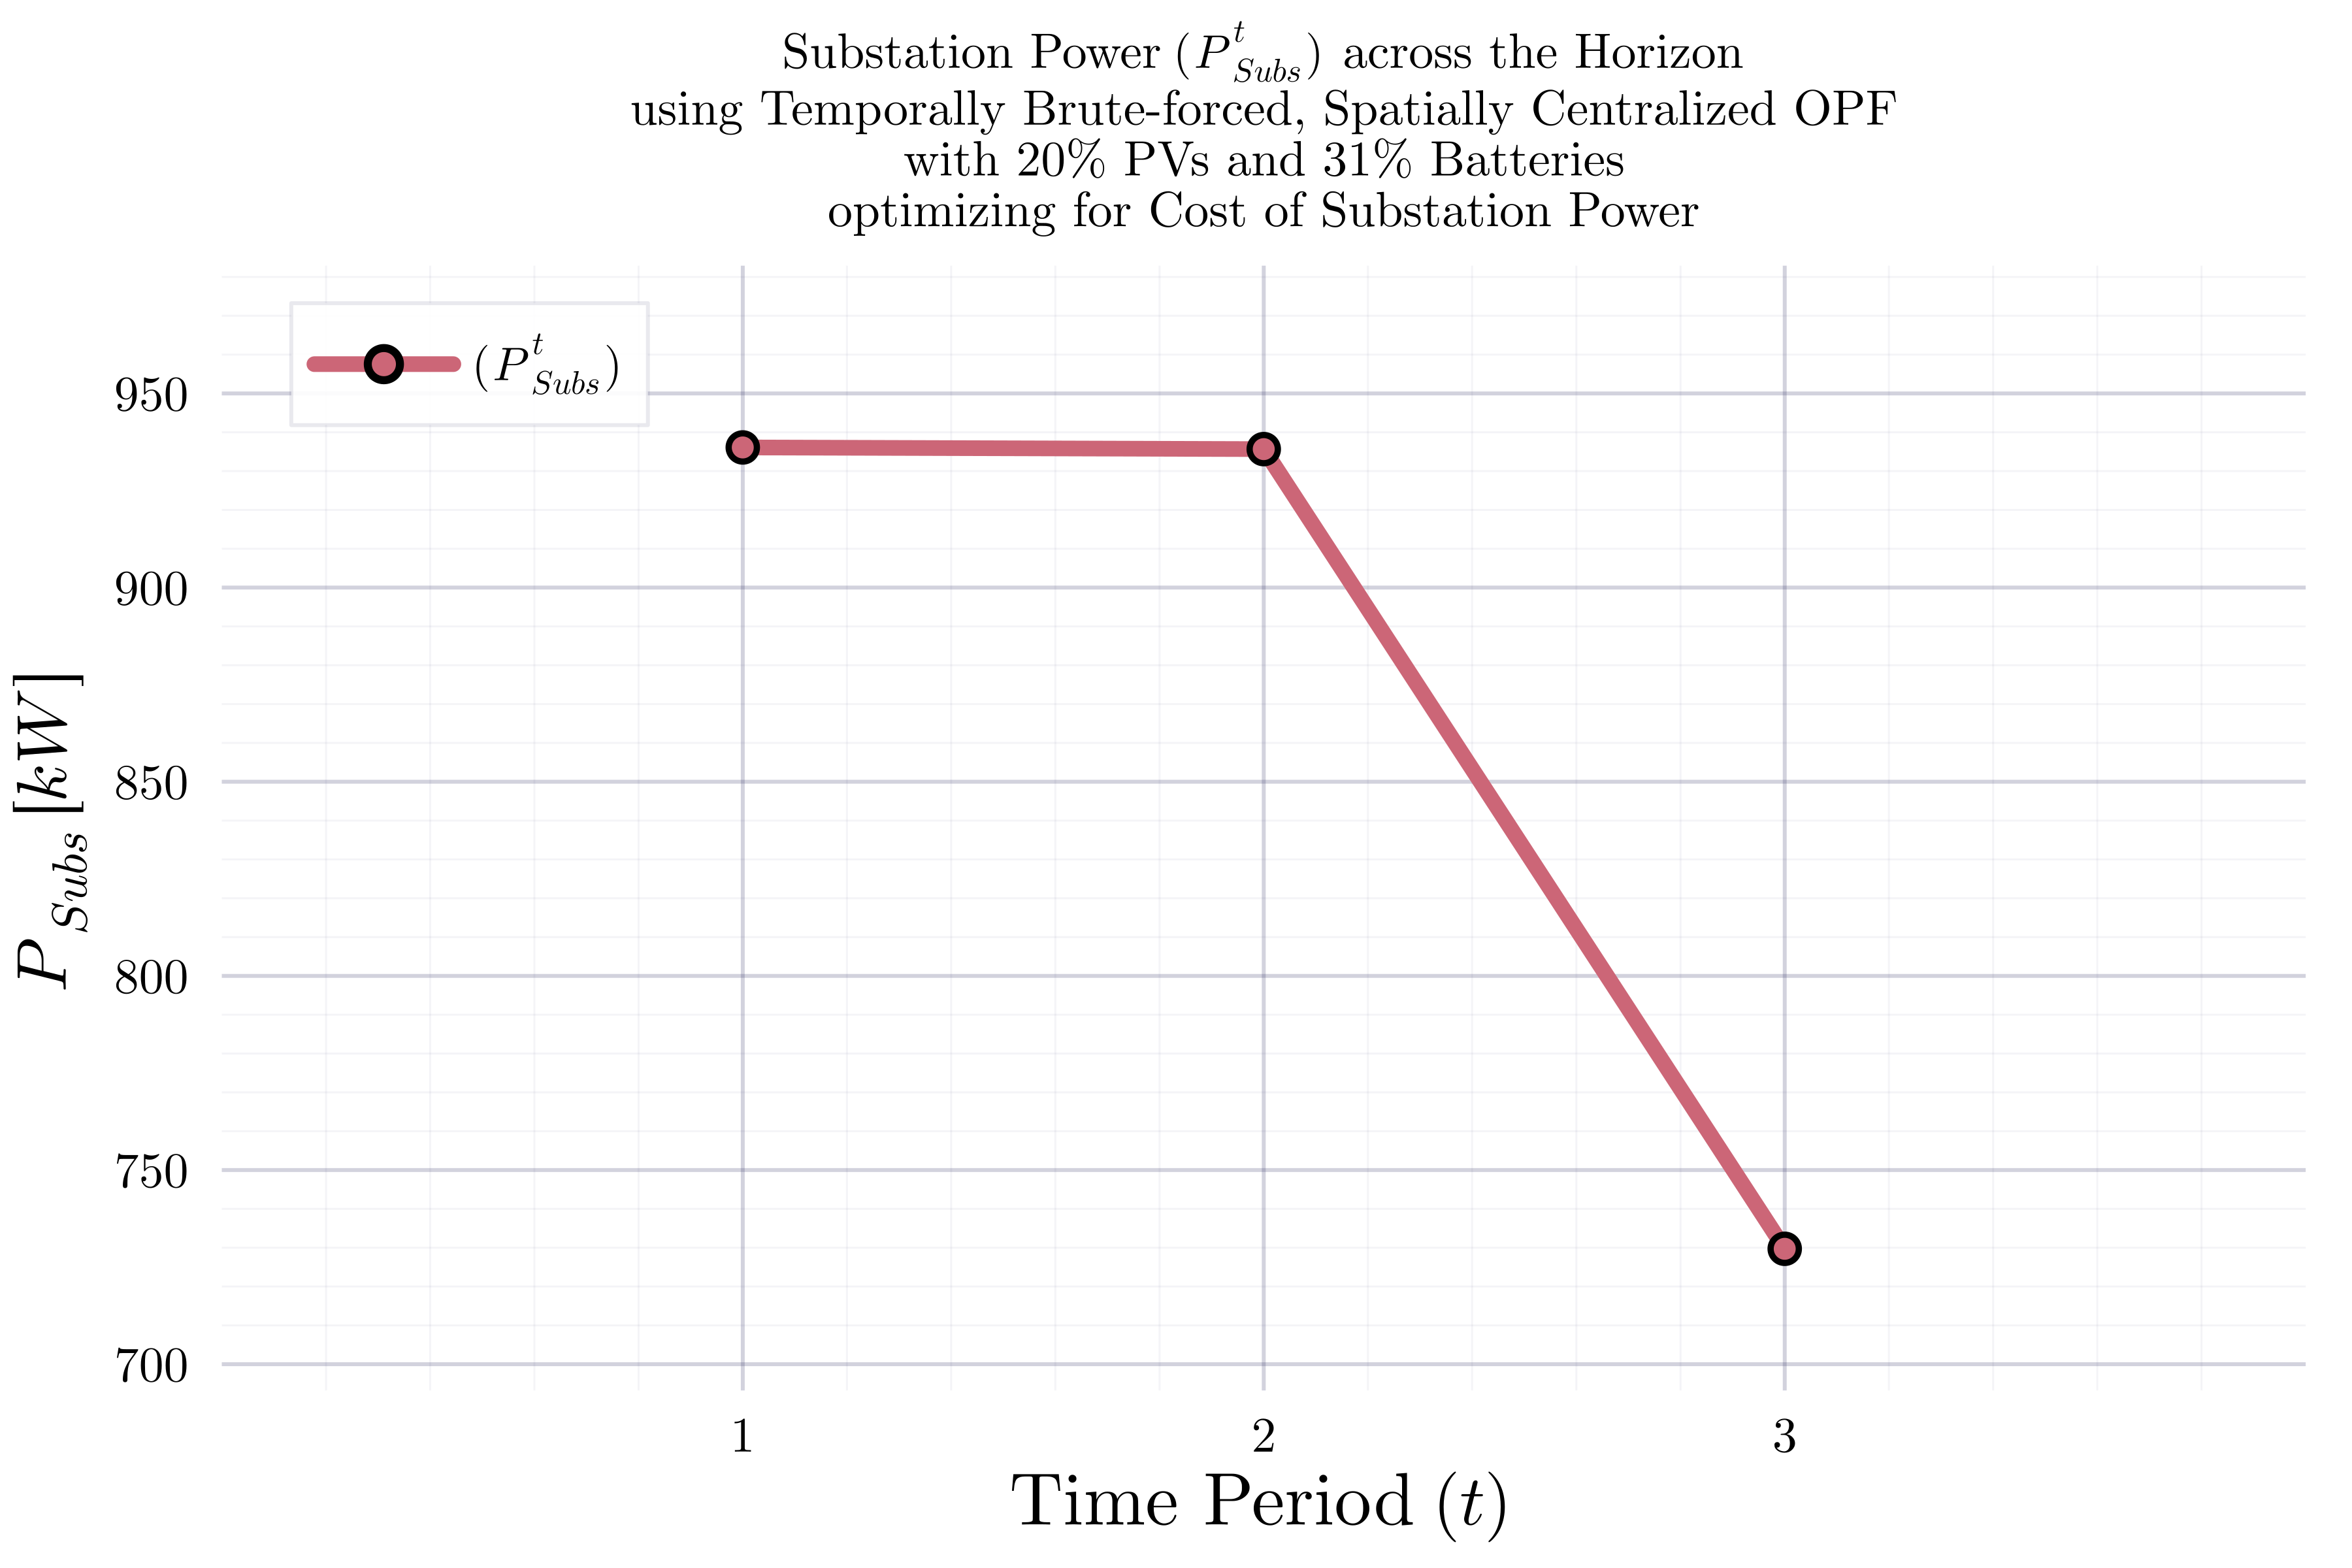 Substation Power (P^t_Subs) across the Horizon
using Temporally Brute-forced, Spatially Centralized OPF
with 20% PVs and 31% Batteries
optimizing for Cost of Substation Power
(P^t_Subs)
P_Subs [kW]
950
900
850
800
750
700
1 2 3
Time Period (t)